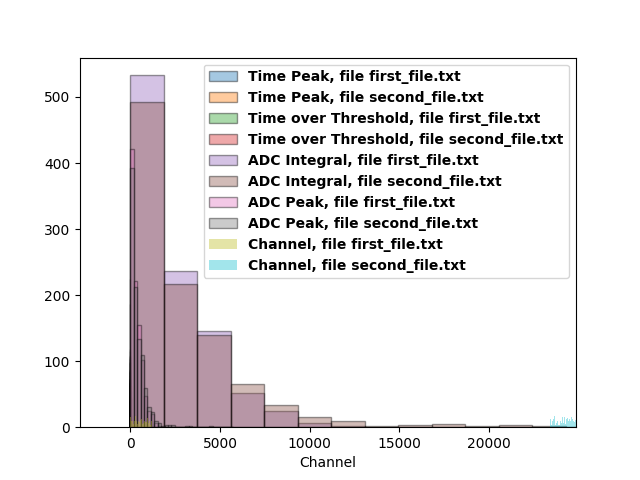 500
400
300
200
100
0
Time Peak, file first_file.txt
Time Peak, file second_file.txt
Time over Threshold, file first_file.txt
Time over Threshold, file second_file.txt
ADC Integral, file first_file.txt
ADC Integral, file second_file.txt
ADC Peak, file first_file.txt
ADC Peak, file second_file.txt
Channel, file first_file.txt
Channel, file second_file.txt
0 5000 10000 15000 20000
Channel